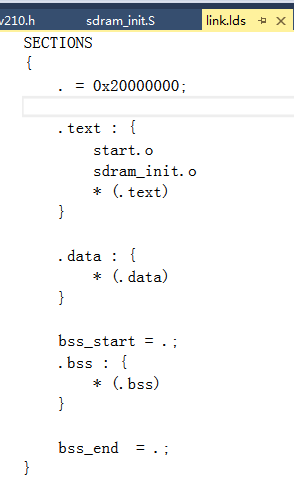 v210.h sdram_init.S link.lds
SECTIONS
{
. = 0x20000000;
.text : {
start.o
sdram_init.o
* (.text)
}
.data : {
* (.data)
}
bss_start = .;
.bss : {
* (.bss)
}
bss_end = .;
}